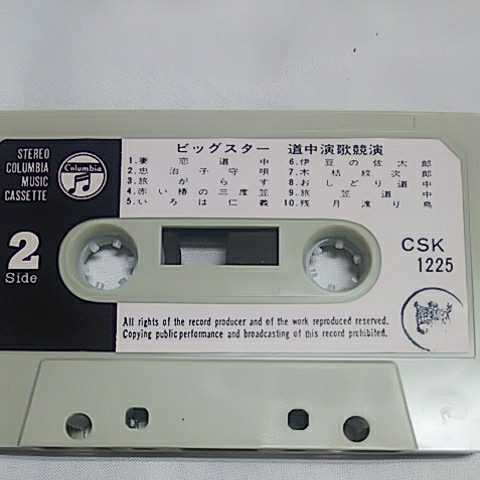 STEREO
COLUMBIA
MUSIC
CASSETTE
Columbia
2
Side
ビッグスター 道中演歌競演
1.妻恋道中
2.忠治子守唄
3.旅がらす
4.赤い椿の三度笠
5.いろは仁義
6.伊豆の佐太郎
7.木枯紋次郎
8.おしどり道中
9.旅笠道中
10.残月渡り鳥
CSK
1225
All rights of the record producer and of the work reproduced reserved.
Copying public performance and broadcasting of this record prohibited.